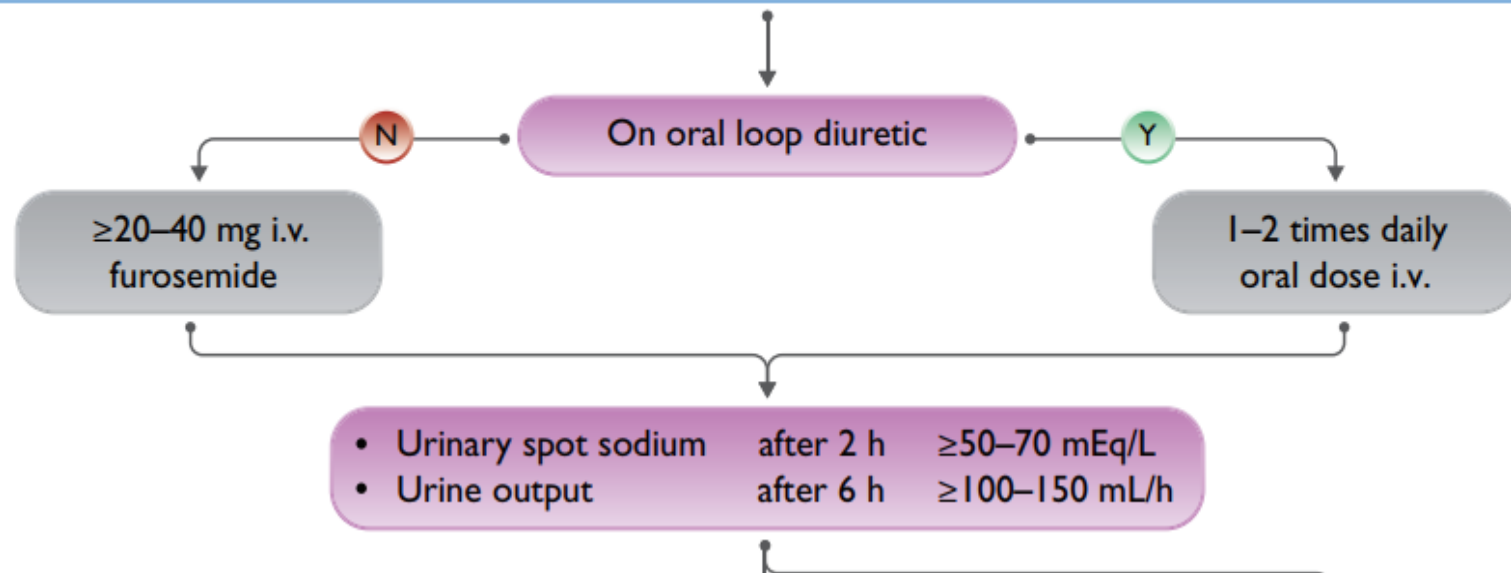 On oral loop diuretic
N
Y
≥20–40 mg i.v.
furosemide
1–2 times daily
oral dose i.v.
• Urinary spot sodium after 2 h ≥50–70 mEq/L
• Urine output after 6 h ≥100–150 mL/h